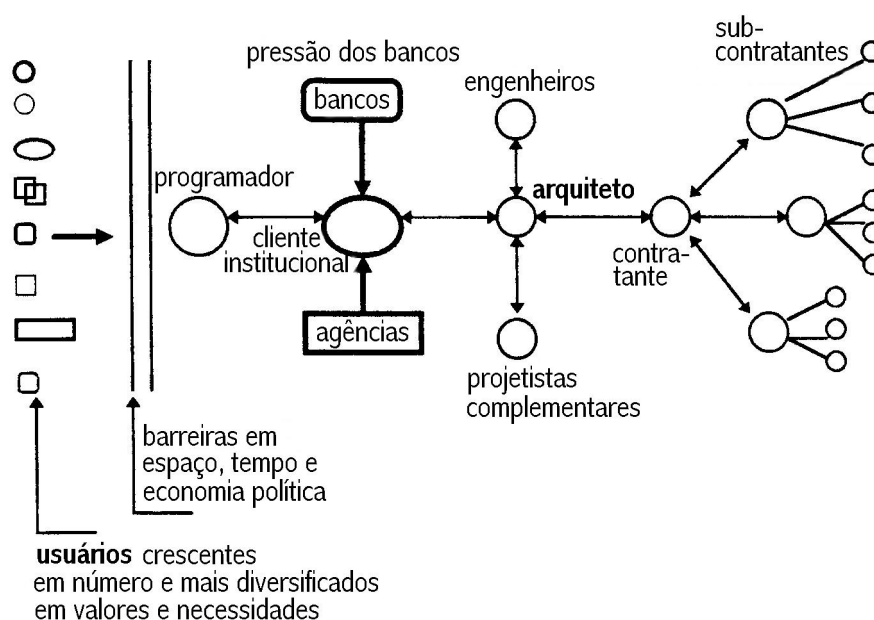 pressão dos bancos
bancos
programador
cliente
institucional
agências
engenheiros
arquiteto
projetistas
complementares
contra-
tante
sub-
contratantes
barreiras em
espaço, tempo e
economia política
usuários crescentes
em número e mais diversificados
em valores e necessidades